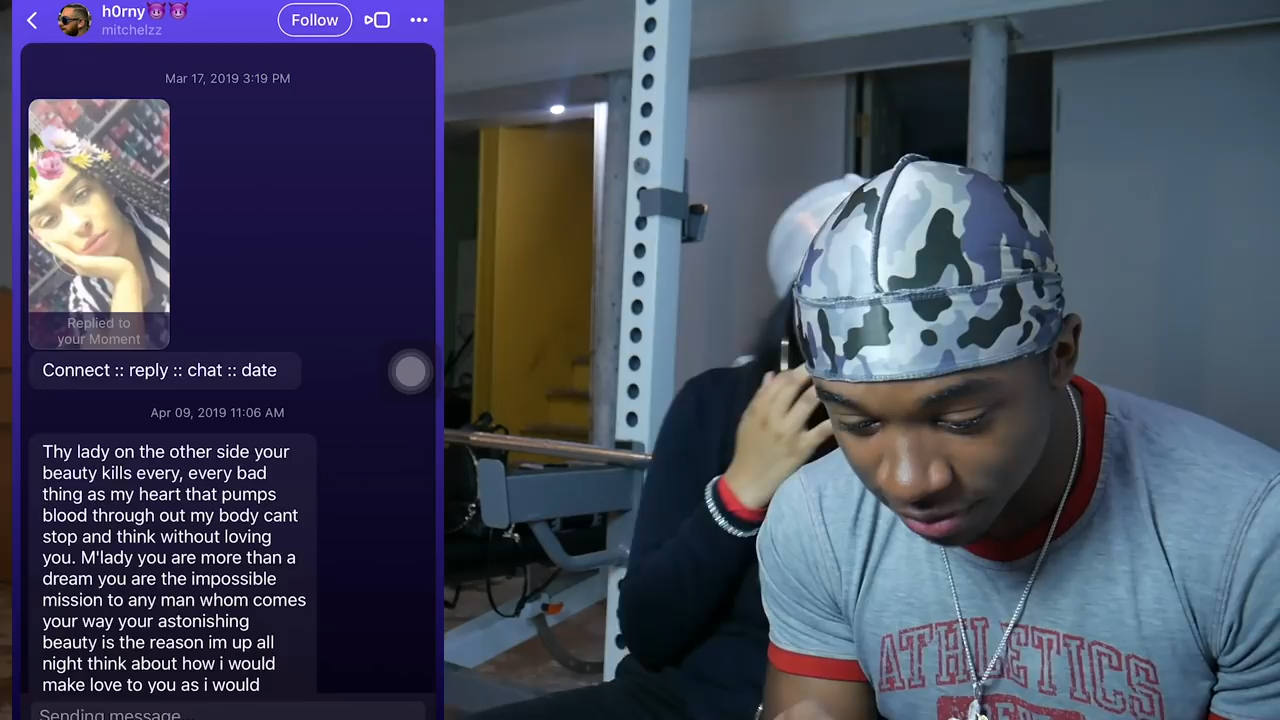 h0rny😈😈
mitchelzz
Follow
Mar 17, 2019 3:19 PM
Replied to
your Moment
Connect :: reply :: chat :: date
Apr 09, 2019 11:06 AM
Thy lady on the other side your
beauty kills every, every bad
thing as my heart that pumps
blood through out my body cant
stop and think without loving
you. M'lady you are more than a
dream you are the impossible
mission to any man whom comes
your way your astonishing
beauty is the reason im up all
night think about how i would
make love to you as i would
Sending message...
ATHLETICS